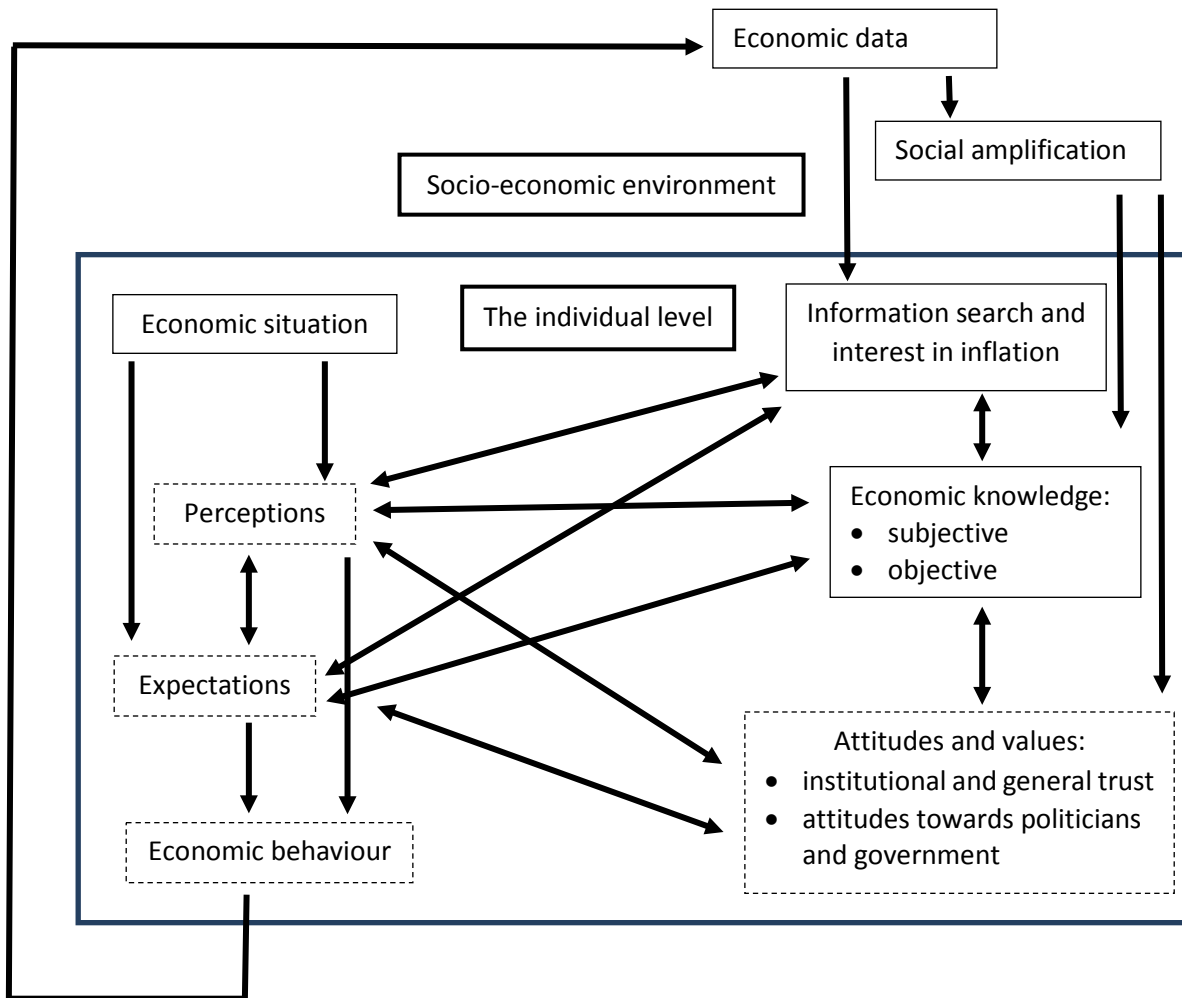 Economic data
Social amplification
Socio-economic environment
The individual level
Economic situation
Information search and
interest in inflation
Perceptions
Economic knowledge:
• subjective
• objective
Expectations
Attitudes and values:
• institutional and general trust
• attitudes towards politicians
and government
Economic behaviour